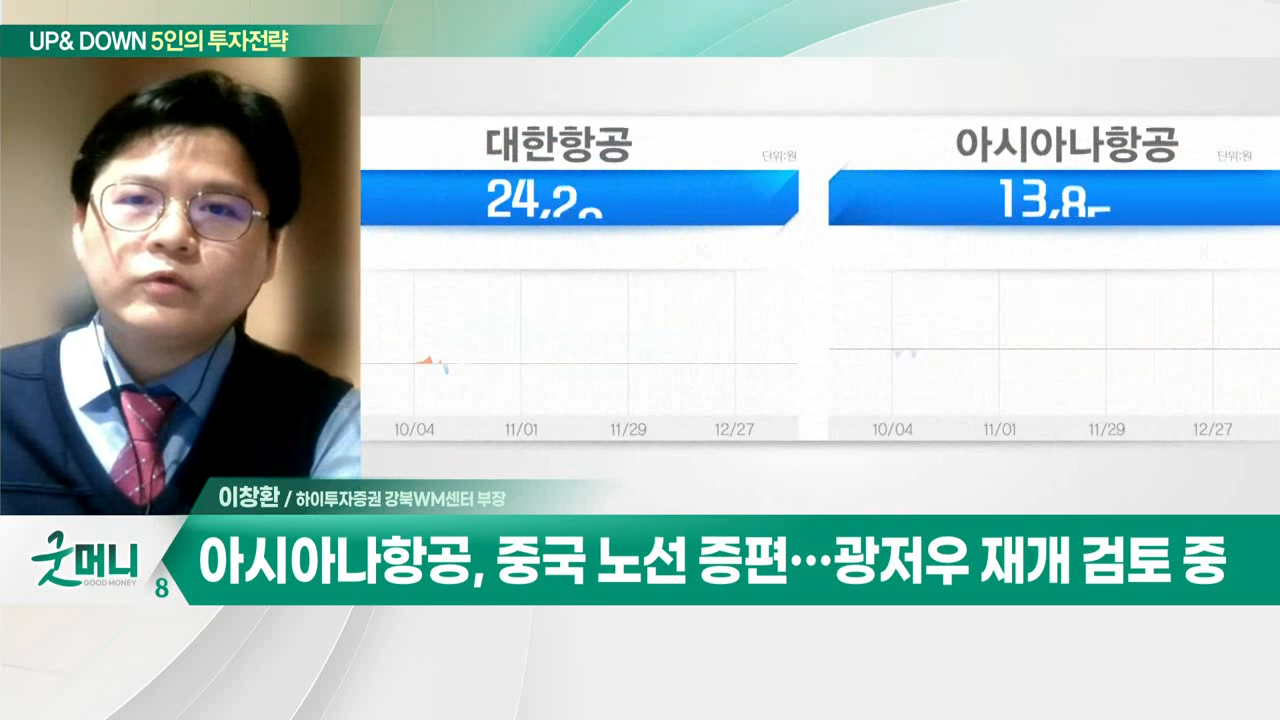 UP& DOWN 5인의 투자전략
대한항공
단위:원
24,2
아시아나항공
단위:원
13,8
10/04 11/01 11/29 12/27
10/04 11/01 11/29 12/27
이창환 / 하이투자증권 강북WM센터 부장
굿머니
GOOD MONEY
8
아시아나항공, 중국 노선 증편…광저우 재개 검토 중